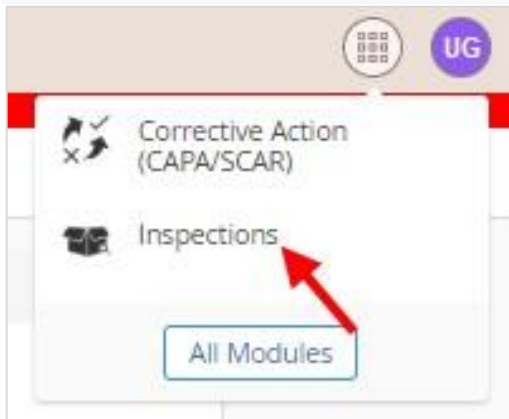 UG
Corrective Action
(CAPA/SCAR)
Inspections
All Modules